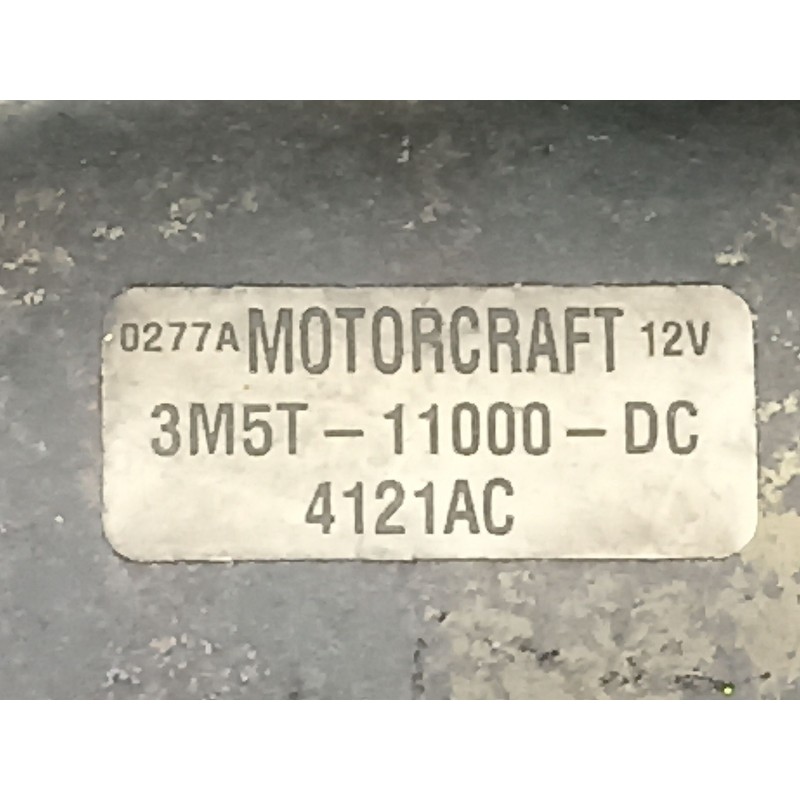 0277A MOTORCRAFT 12V
3M5T-11000-DC
4121AC